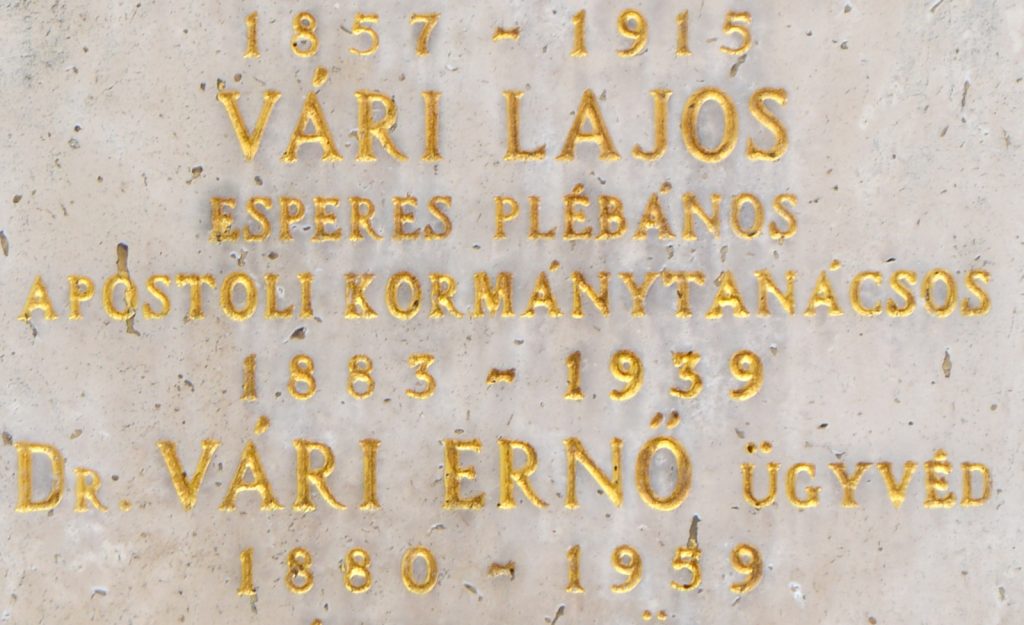 1857 - 1915
VÁRI LAJOS
ESPERES PLÉBÁNOS
APOSTOLI KORMÁNYTANÁCSOS
1883 - 1939
DR. VÁRI ERNŐ ÜGYVÉD
1880 - 1959